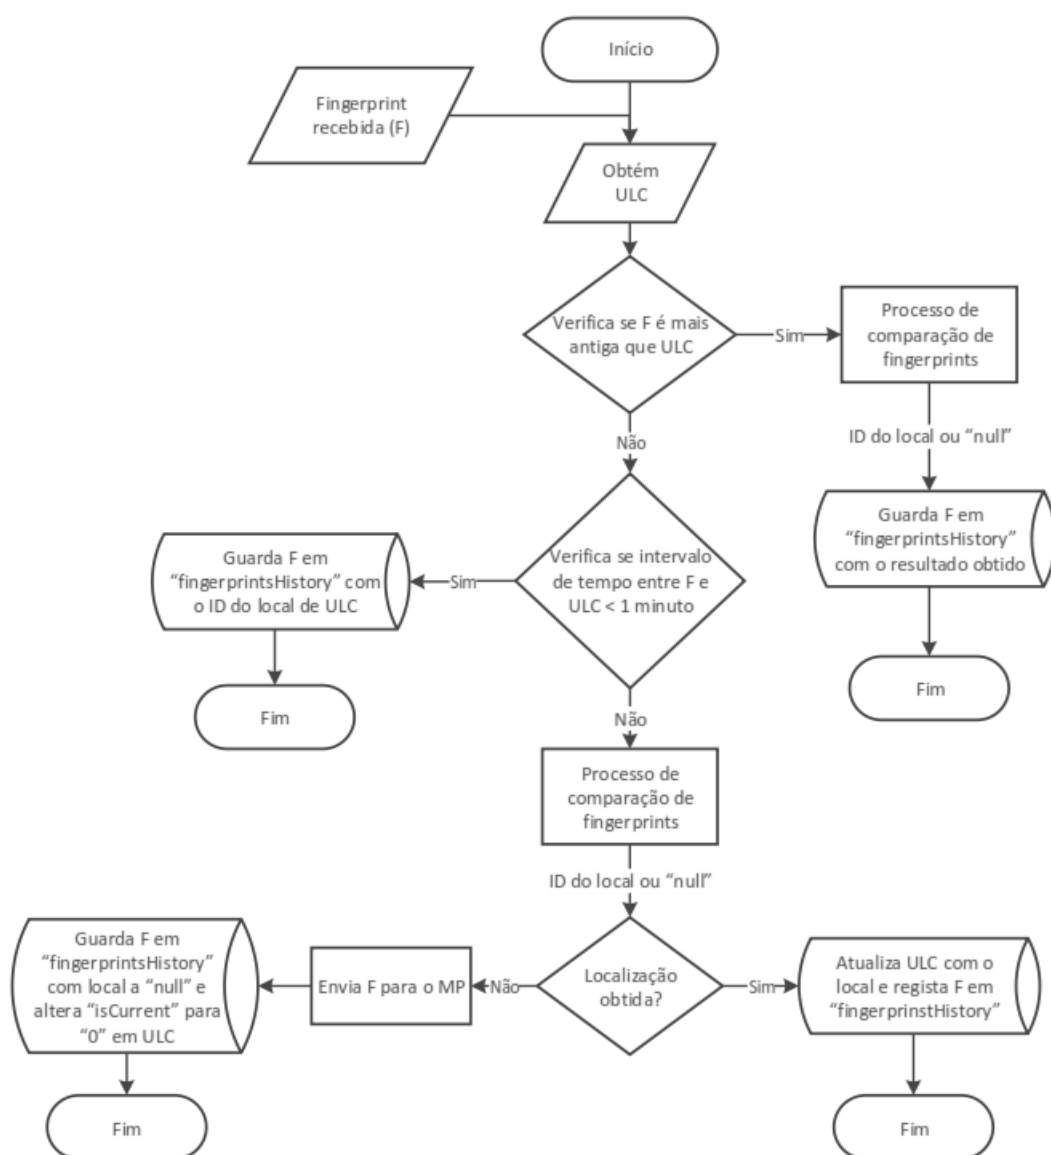 Início
Fingerprint
recebida (F)
Obtém
ULC
Verifica se F é mais
antiga que ULC
Sim
Processo de
comparação de
fingerprints
ID do local ou “null”
Guarda F em
“fingerprintsHistory”
com o resultado obtido
Fim
Não
Verifica se intervalo
de tempo entre F e
ULC < 1 minuto
Sim
Guarda F em
“fingerprintsHistory” com
o ID do local de ULC
Fim
Não
Processo de
comparação de
fingerprints
ID do local ou “null”
Localização
obtida?
Não
Envia F para o MP
Guarda F em
“fingerprintsHistory”
com local a “null” e
altera “isCurrent” para
“0” em ULC
Fim
Sim
Atualiza ULC com o
local e regista F em
“fingerprinstHistory”
Fim